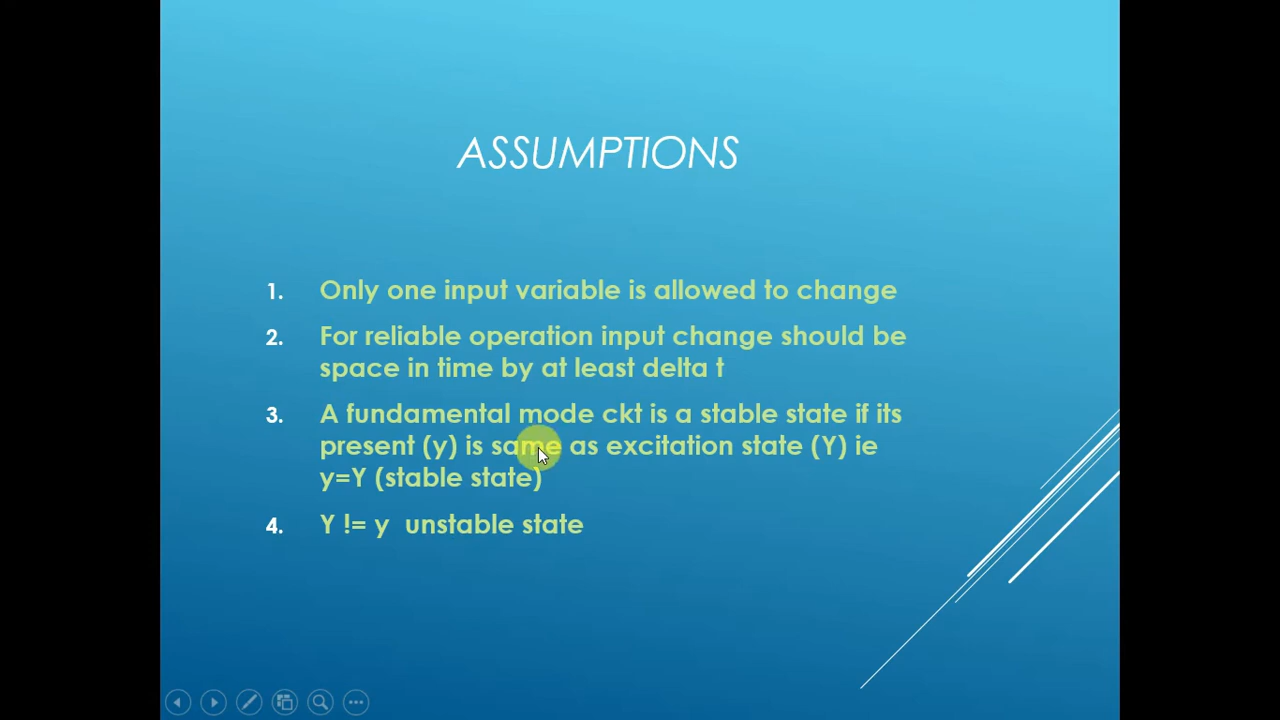 ASSUMPTIONS
1. Only one input variable is allowed to change
2. For reliable operation input change should be
space in time by at least delta t
3. A fundamental mode ckt is a stable state if its
present (y) is same as excitation state (Y) ie
y=Y (stable state)
4. Y != y unstable state